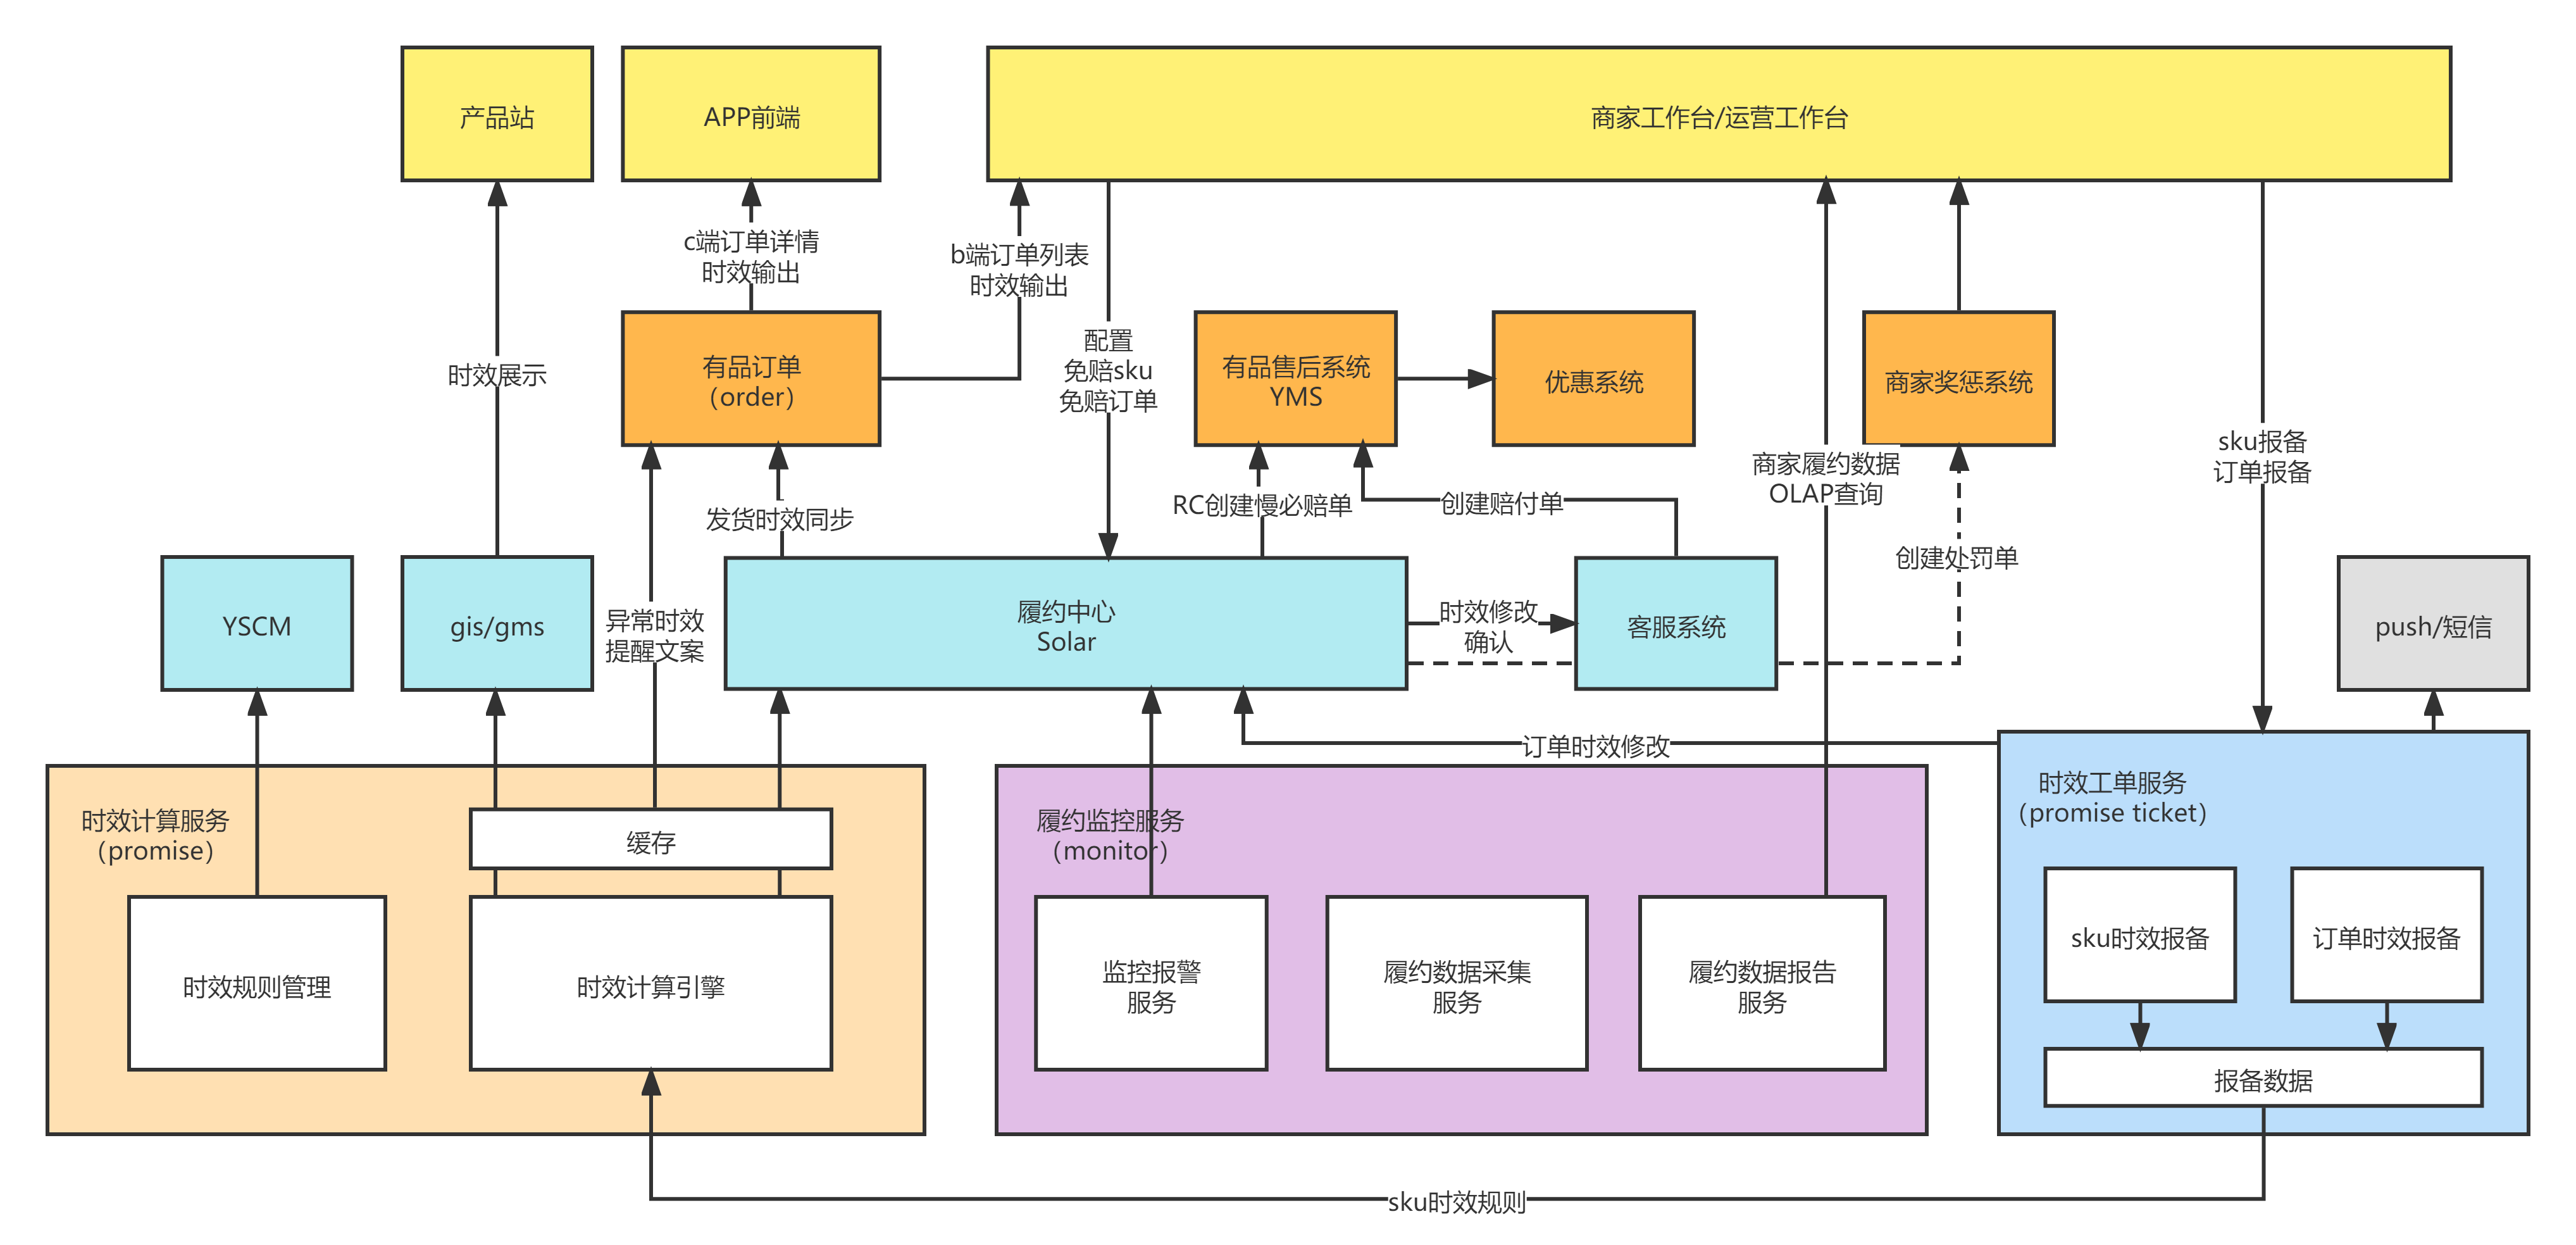 产品站
APP前端
商家工作台/运营工作台
c端订单详情
时效输出
b端订单列表
时效输出
时效展示
配置
免赔sku
免赔订单
有品订单
（order）
有品售后系统
YMS
优惠系统
商家奖惩系统
sku报备
订单报备
商家履约数据
OLAP查询
发货时效同步
RC创建慢必赔单
创建赔付单
创建处罚单
YSCM
gis/gms
异常时效
提醒文案
履约中心
Solar
时效修改
确认
客服系统
push/短信
订单时效修改
时效计算服务
（promise）
缓存
时效规则管理
时效计算引擎
履约监控服务
（monitor）
监控报警
服务
履约数据采集
服务
履约数据报告
服务
时效工单服务
（promise ticket）
sku时效报备
订单时效报备
报备数据
sku时效规则